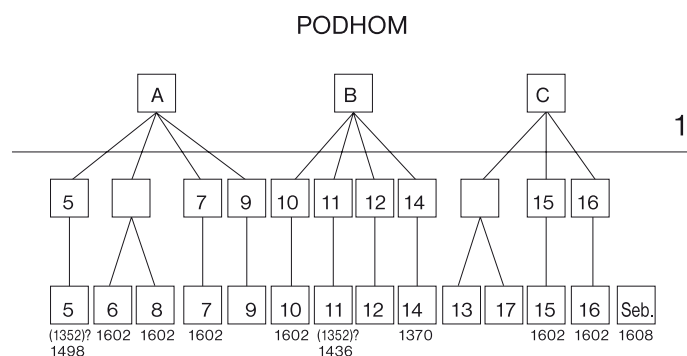 PODHOM
A B C
1
5 7 9 10 11 12 14 15 16
5 6 8 7 9 10 11 12 14 13 17 15 16 Seb.
(1352)? 1602 1602 1602 1602 (1352)? 1370 1602 1602 1608
1498 1436